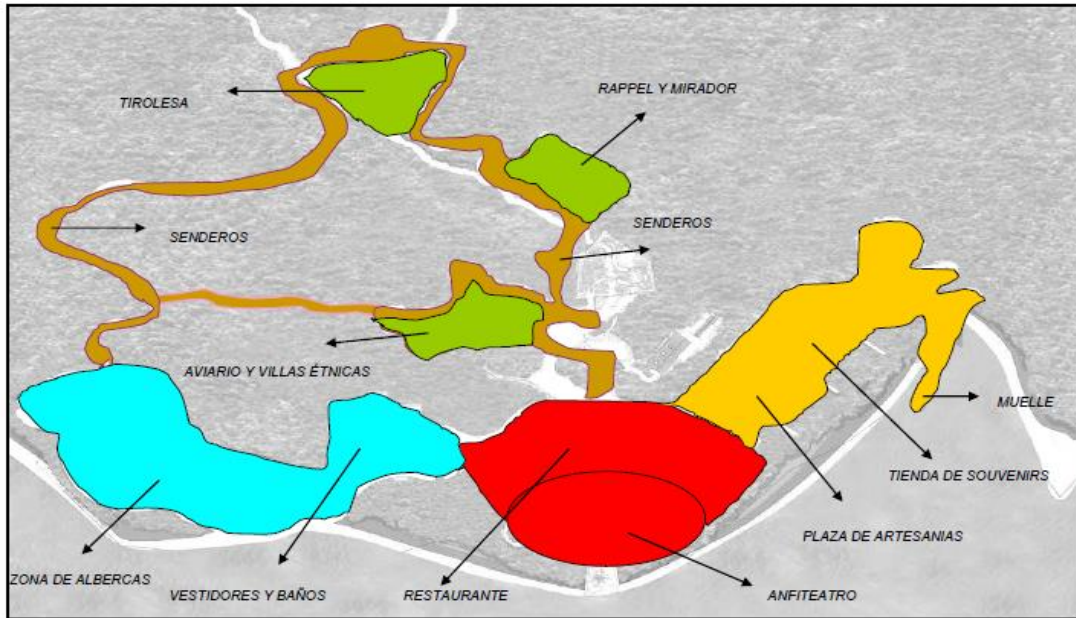 RAPPEL Y MIRADOR
TIROLESA
SENDEROS
SENDEROS
AVIARIO Y VILLAS ÉTNICAS
MUELLE
TIENDA DE SOUVENIRS
PLAZA DE ARTESANIAS
ZONA DE ALBERCAS
VESTIDORES Y BAÑOS
RESTAURANTE
ANFITEATRO